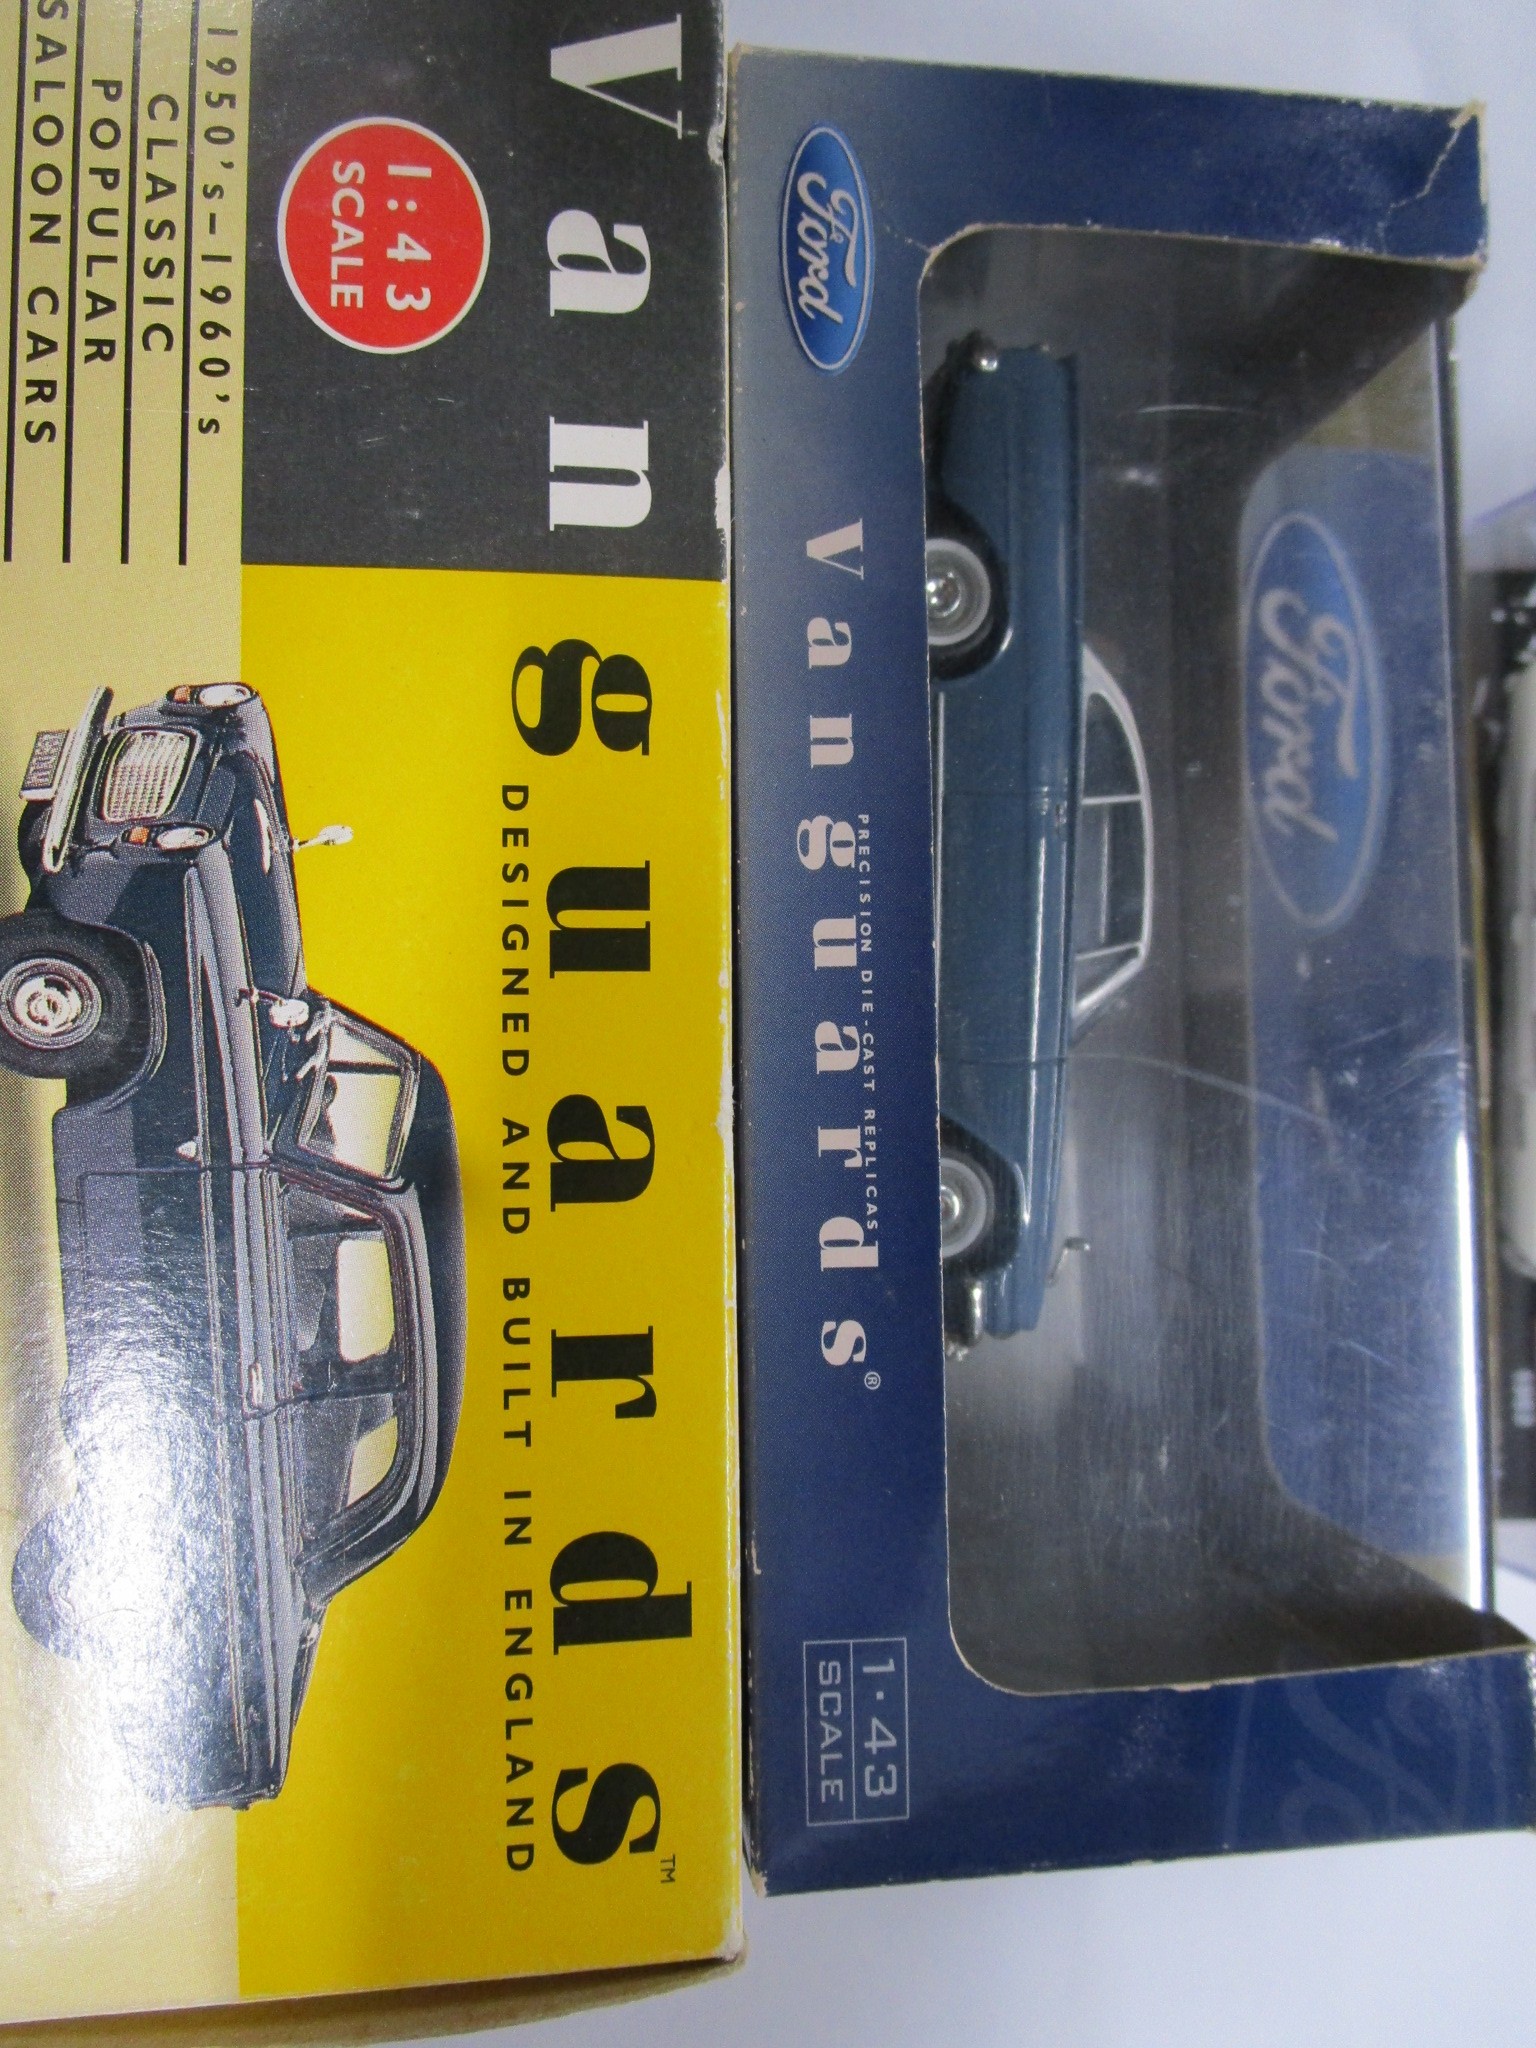 Ford
Vanguards®
PRECISION DIE-CAST REPLICAS
1:43
SCALE
Ford
Vanguards™
DESIGNED AND BUILT IN ENGLAND
1:43
SCALE
1950's-1960's
CLASSIC
POPULAR
SALOON CARS